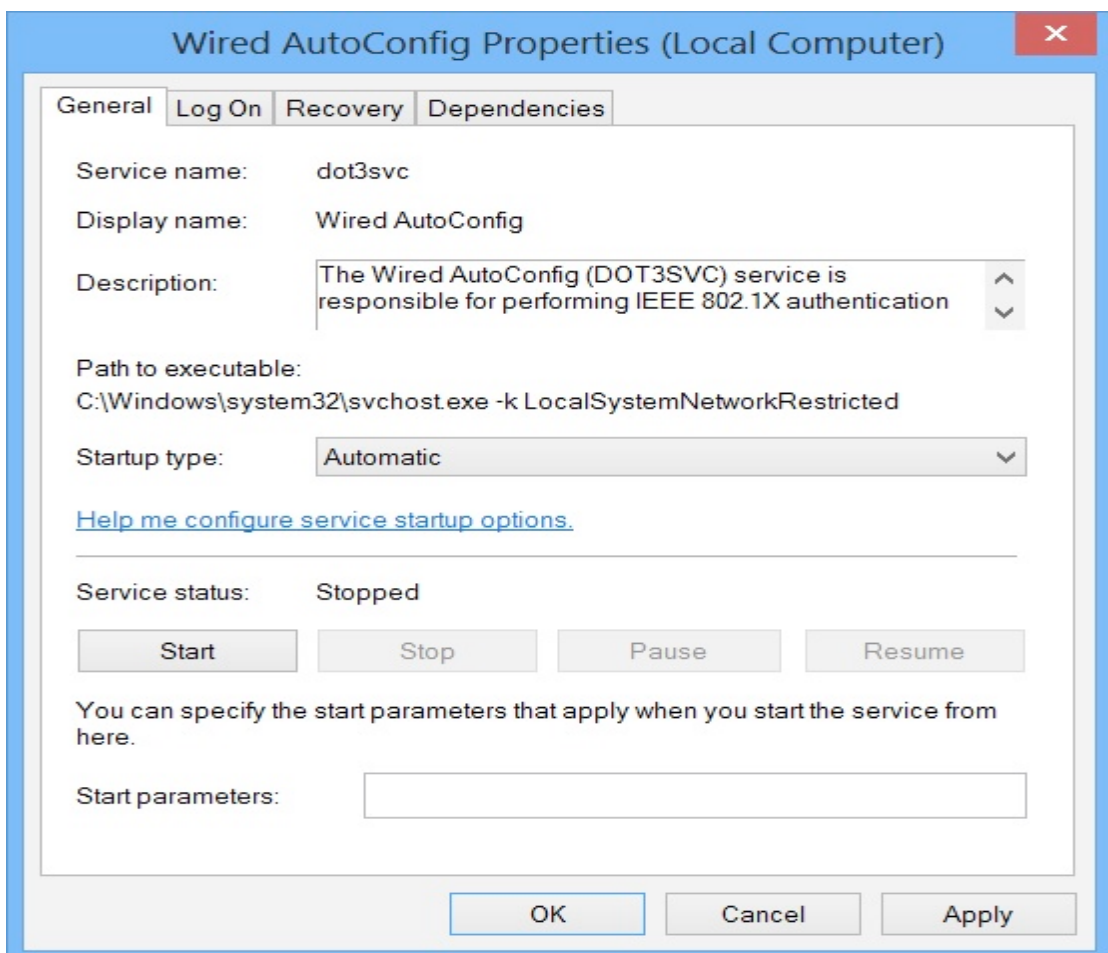 Wired AutoConfig Properties (Local Computer)
General Log On Recovery Dependencies
Service name: dot3svc
Display name: Wired AutoConfig
Description: The Wired AutoConfig (DOT3SVC) service is
responsible for performing IEEE 802.1X authentication
Path to executable:
C:\Windows\system32\svchost.exe -k LocalSystemNetworkRestricted
Startup type: Automatic
Help me configure service startup options.
Service status: Stopped
Start Stop Pause Resume
You can specify the start parameters that apply when you start the service from
here.
Start parameters:
OK Cancel Apply